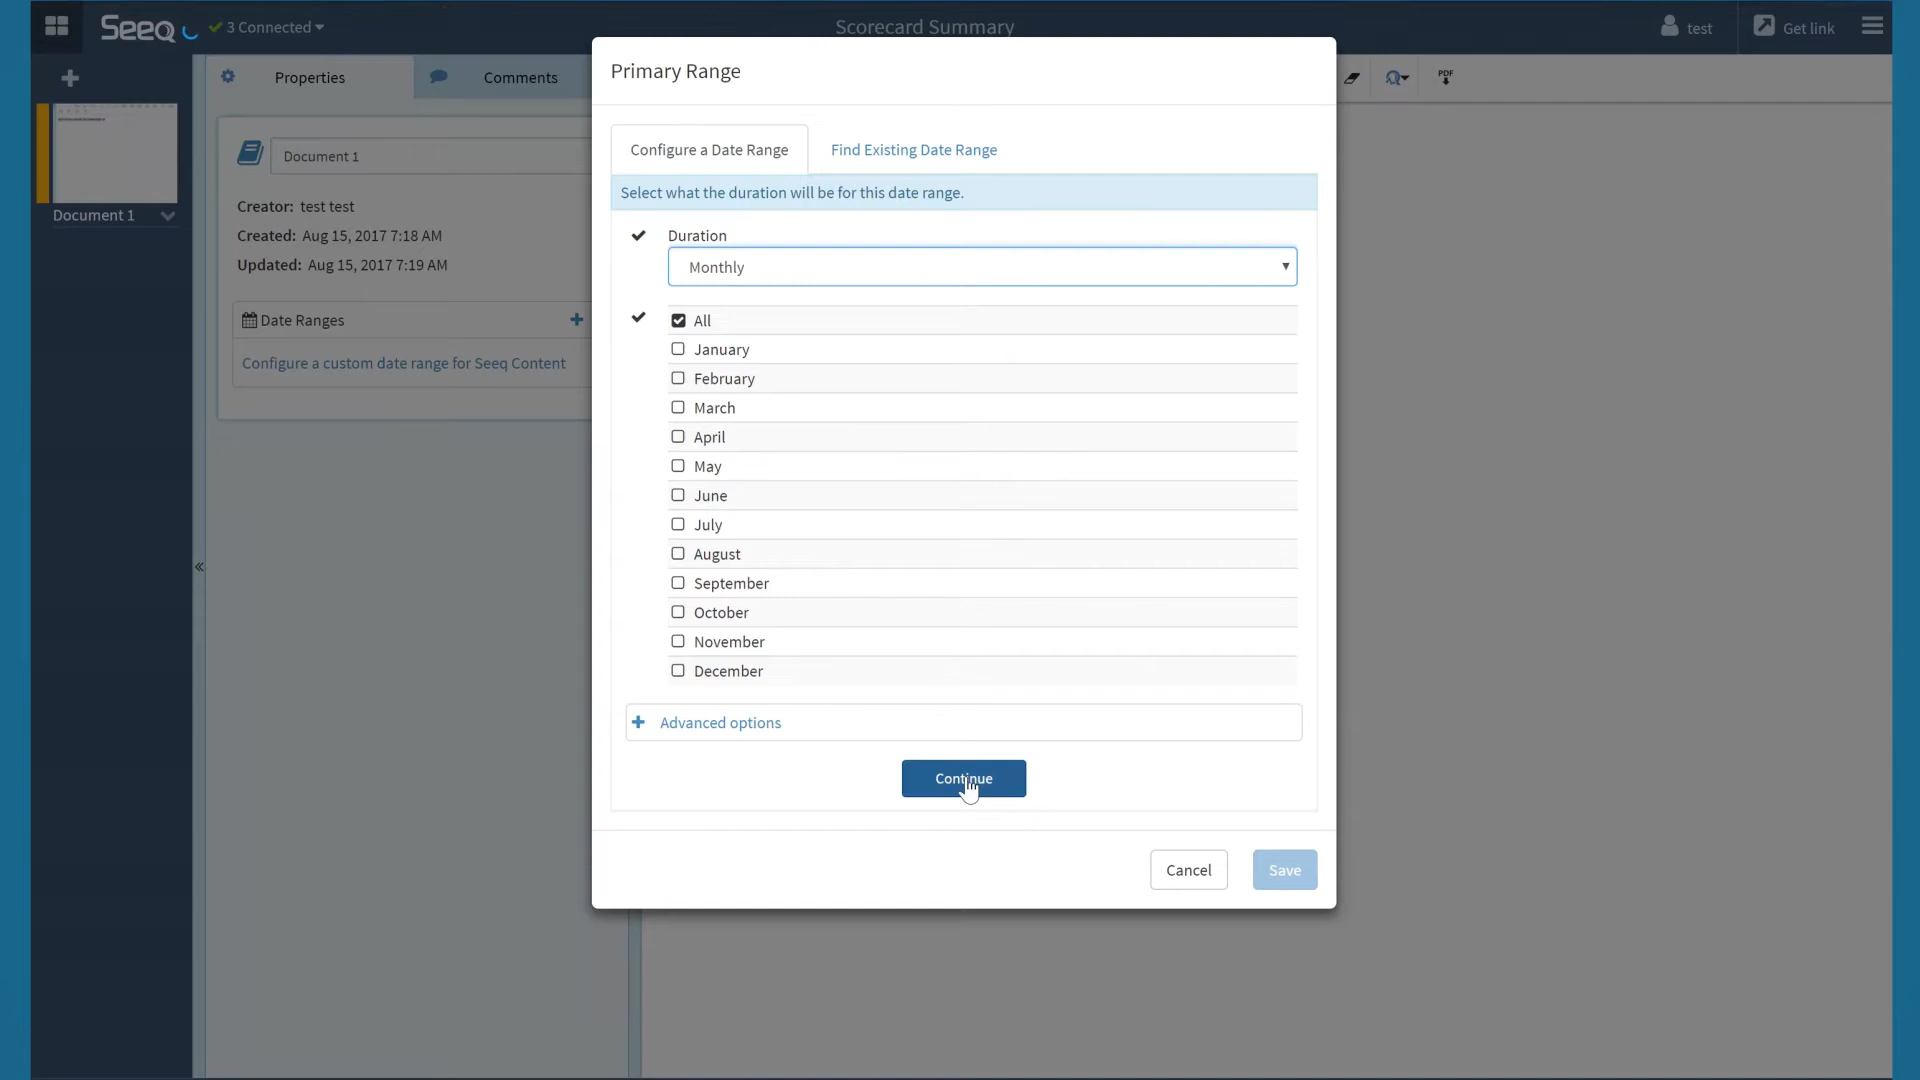 Seeq
3 Connected
Scorecard Summary
test
Get link
Properties
Comments
PDF
Document 1
Document 1
Creator: test test
Created: Aug 15, 2017 7:18 AM
Updated: Aug 15, 2017 7:19 AM
Date Ranges
Configure a custom date range for Seeq Content
Primary Range
Configure a Date Range
Find Existing Date Range
Select what the duration will be for this date range.
Duration
Monthly
All
January
February
March
April
May
June
July
August
September
October
November
December
Advanced options
Continue
Cancel
Save